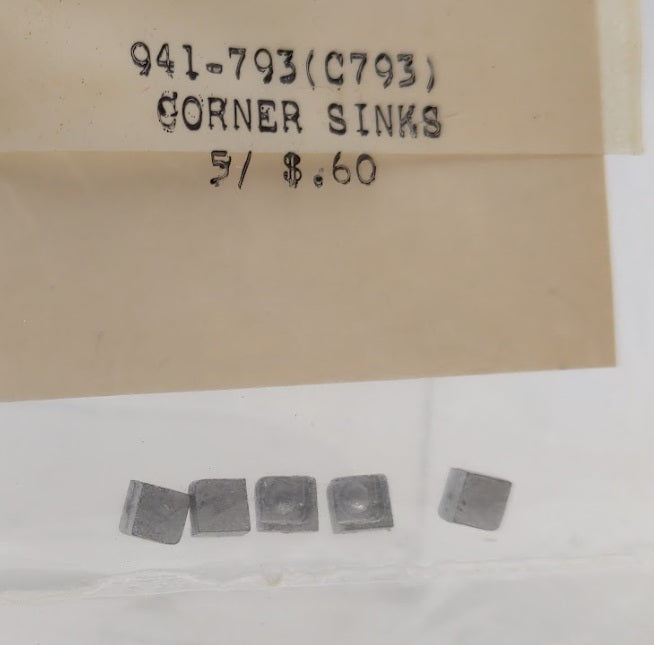 941-793(C793)
CORNER SINKS
5/ $.60